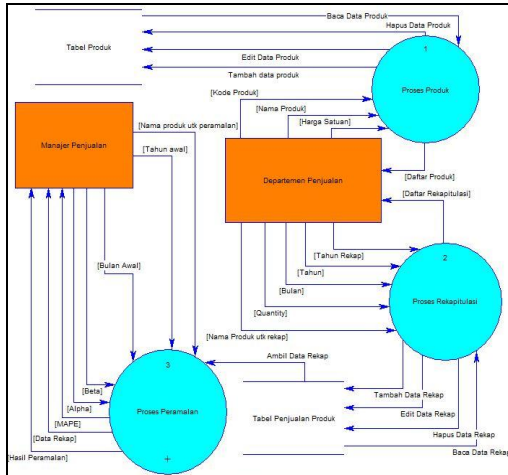 Baca Data Produk
Hapus Data Produk
Tabel Produk
1
Edit Data Produk
Tambah data produk
Proses Produk
[Kode Produk]
[Nama Produk]
[Nama produk utk peramalan]
[Harga Satuan]
[Tahun awal]
Manajer Penjualan
Departemen Penjualan
[Daftar Produk]
[Daftar Rekapitulasi]
2
[Tahun Rekap]
[Bulan Awal]
[Tahun]
[Bulan]
Proses Rekapitulasi
[Quantity]
[Nama Produk utk rekap]
Ambil Data Rekap
3
[Beta]
Tambah Data Rekap
[Alpha]
Proses Peramalan
Edit Data Rekap
[MAPE]
Tabel Penjualan Produk
Hapus Data Rekap
[Data Rekap]
Baca Data Rekap
[Hasil Peramalan]
+